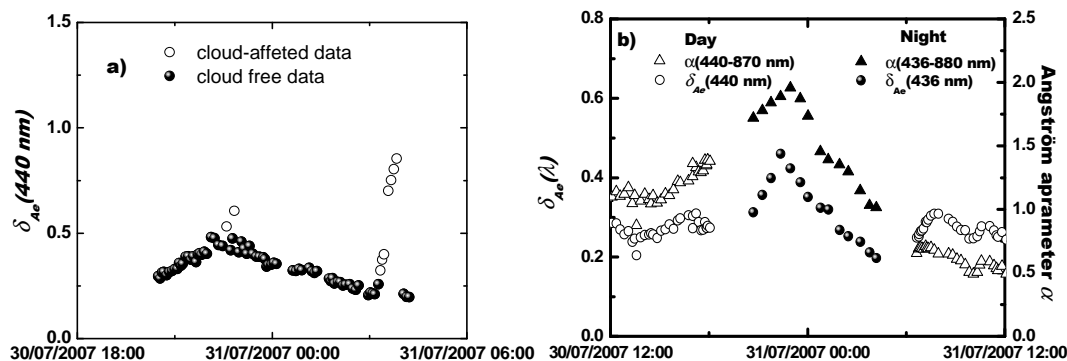 a)
cloud-affeted data
cloud free data
1.5
1.0
0.5
0.0
δAe(440 nm)
30/07/2007 18:00
31/07/2007 00:00
31/07/2007 06:00
b)
Day
Night
α(440-870 nm)
α(436-880 nm)
δAe(440 nm)
δAe(436 nm)
0.8
0.6
0.4
0.2
0.0
δAe(λ)
2.5
2.0
1.5
1.0
0.5
0.0
Angström aprameter α
30/07/2007 12:00
31/07/2007 00:00
31/07/2007 12:00